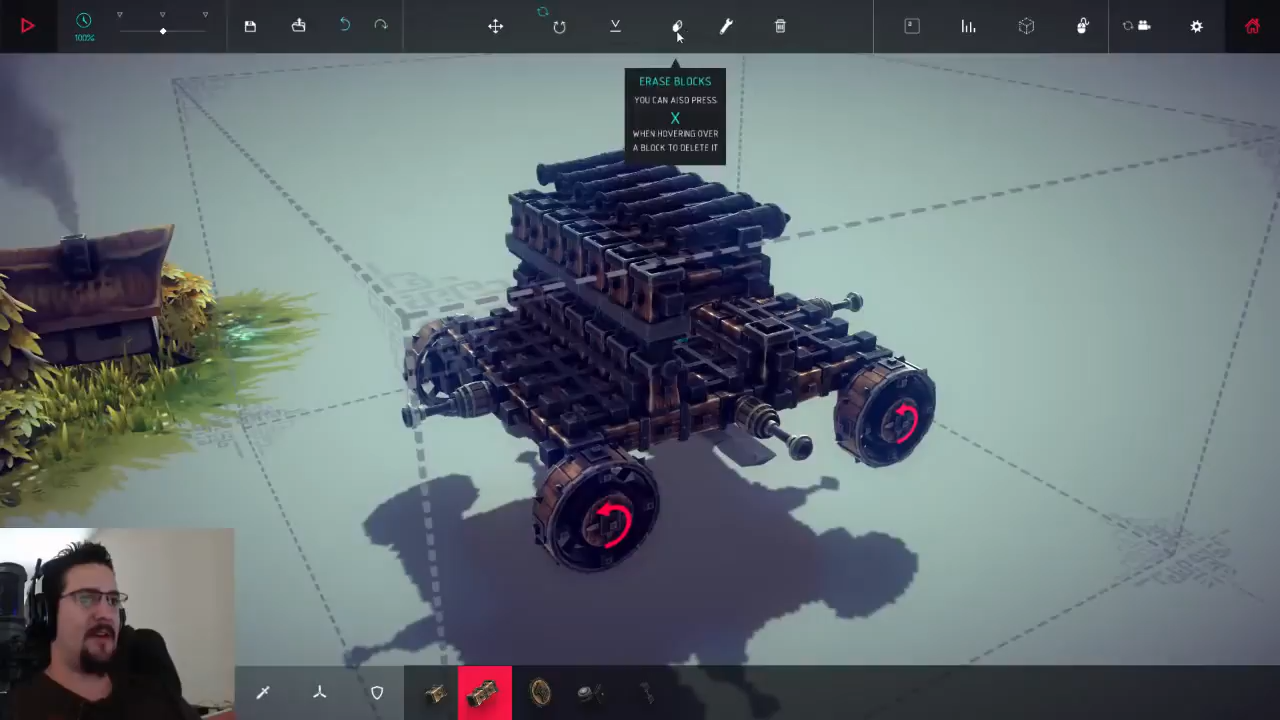 100%
ERASE BLOCKS
YOU CAN ALSO PRESS
X
WHEN HOVERING OVER
A BLOCK TO DELETE IT